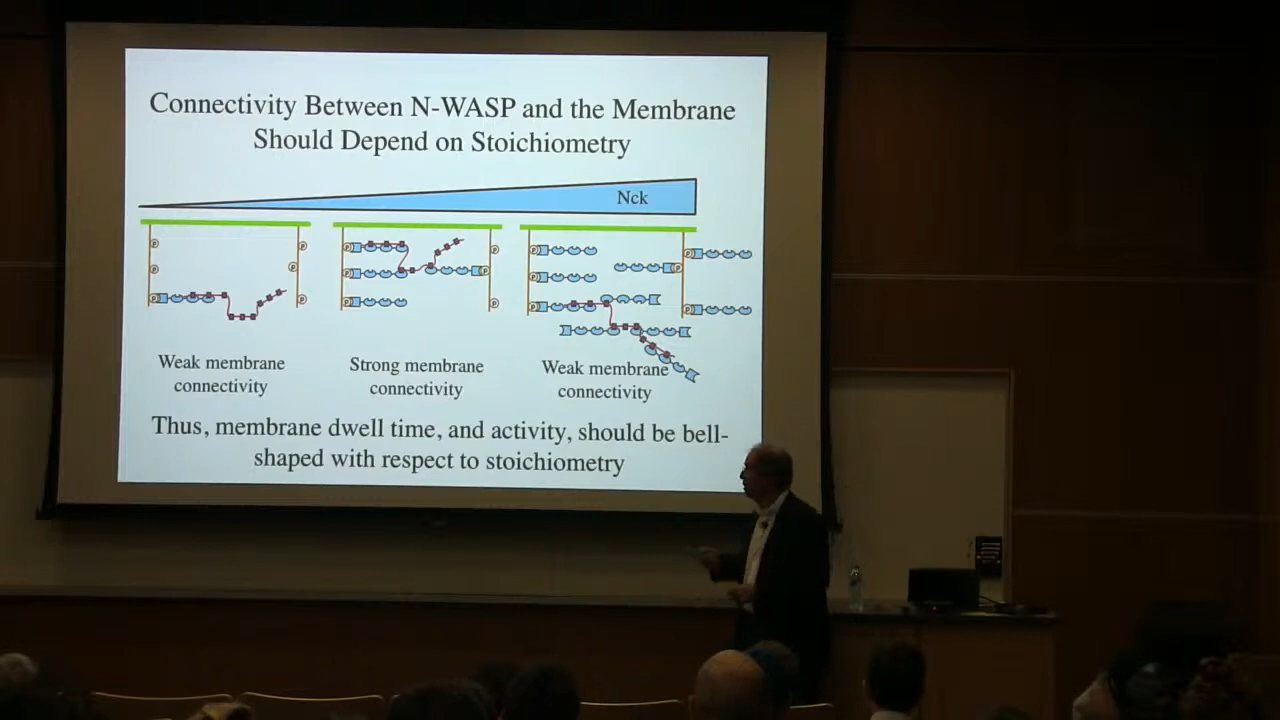 Connectivity Between N-WASP and the Membrane
Should Depend on Stoichiometry
Nck
P P P P P P
P P P P P P
P P P P P P
Weak membrane
connectivity
Strong membrane
connectivity
Weak membrane
connectivity
Thus, membrane dwell time, and activity, should be bell-
shaped with respect to stoichiometry